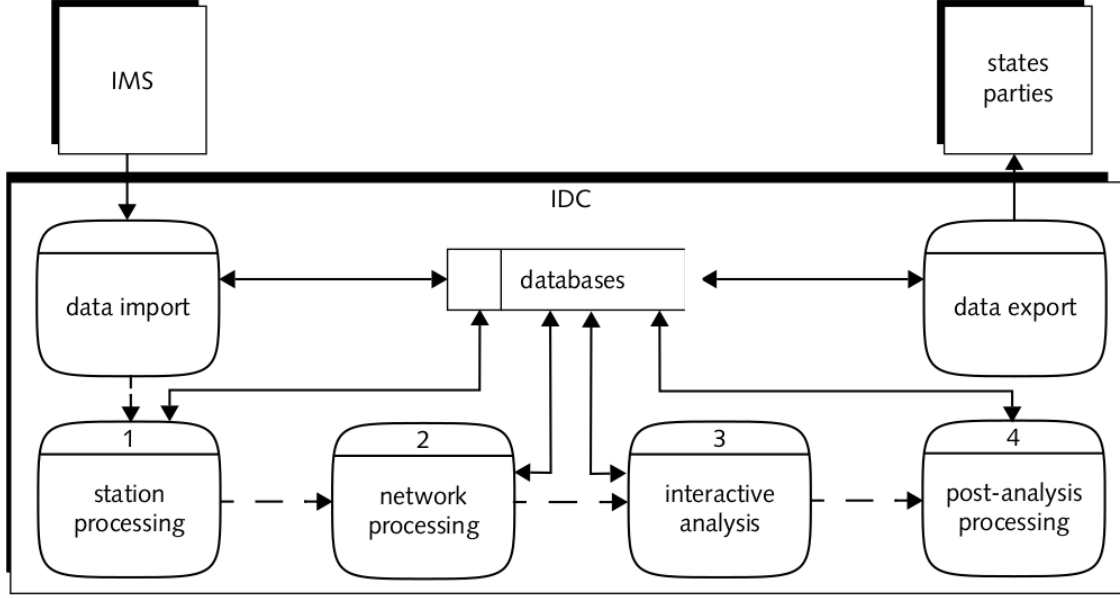 IMS
states
parties
IDC
data import
databases
data export
1
station
processing
2
network
processing
3
interactive
analysis
4
post-analysis
processing